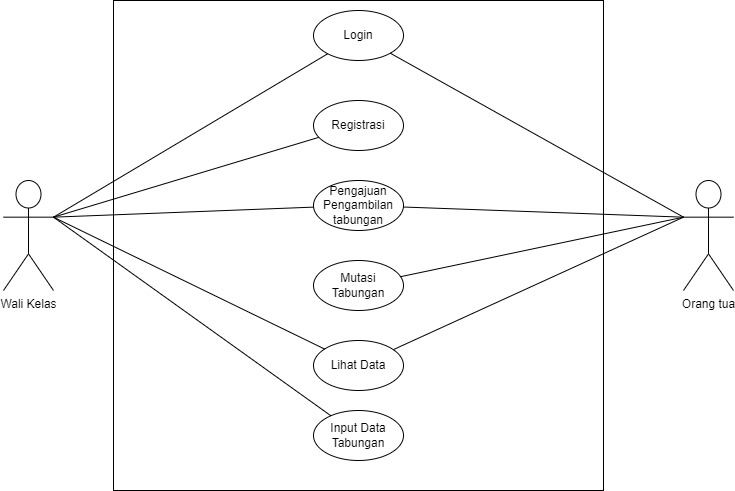 Login
Registrasi
Pengajuan
Pengambilan
tabungan
Mutasi
Tabungan
Wali Kelas
Orang tua
Lihat Data
Input Data
Tabungan